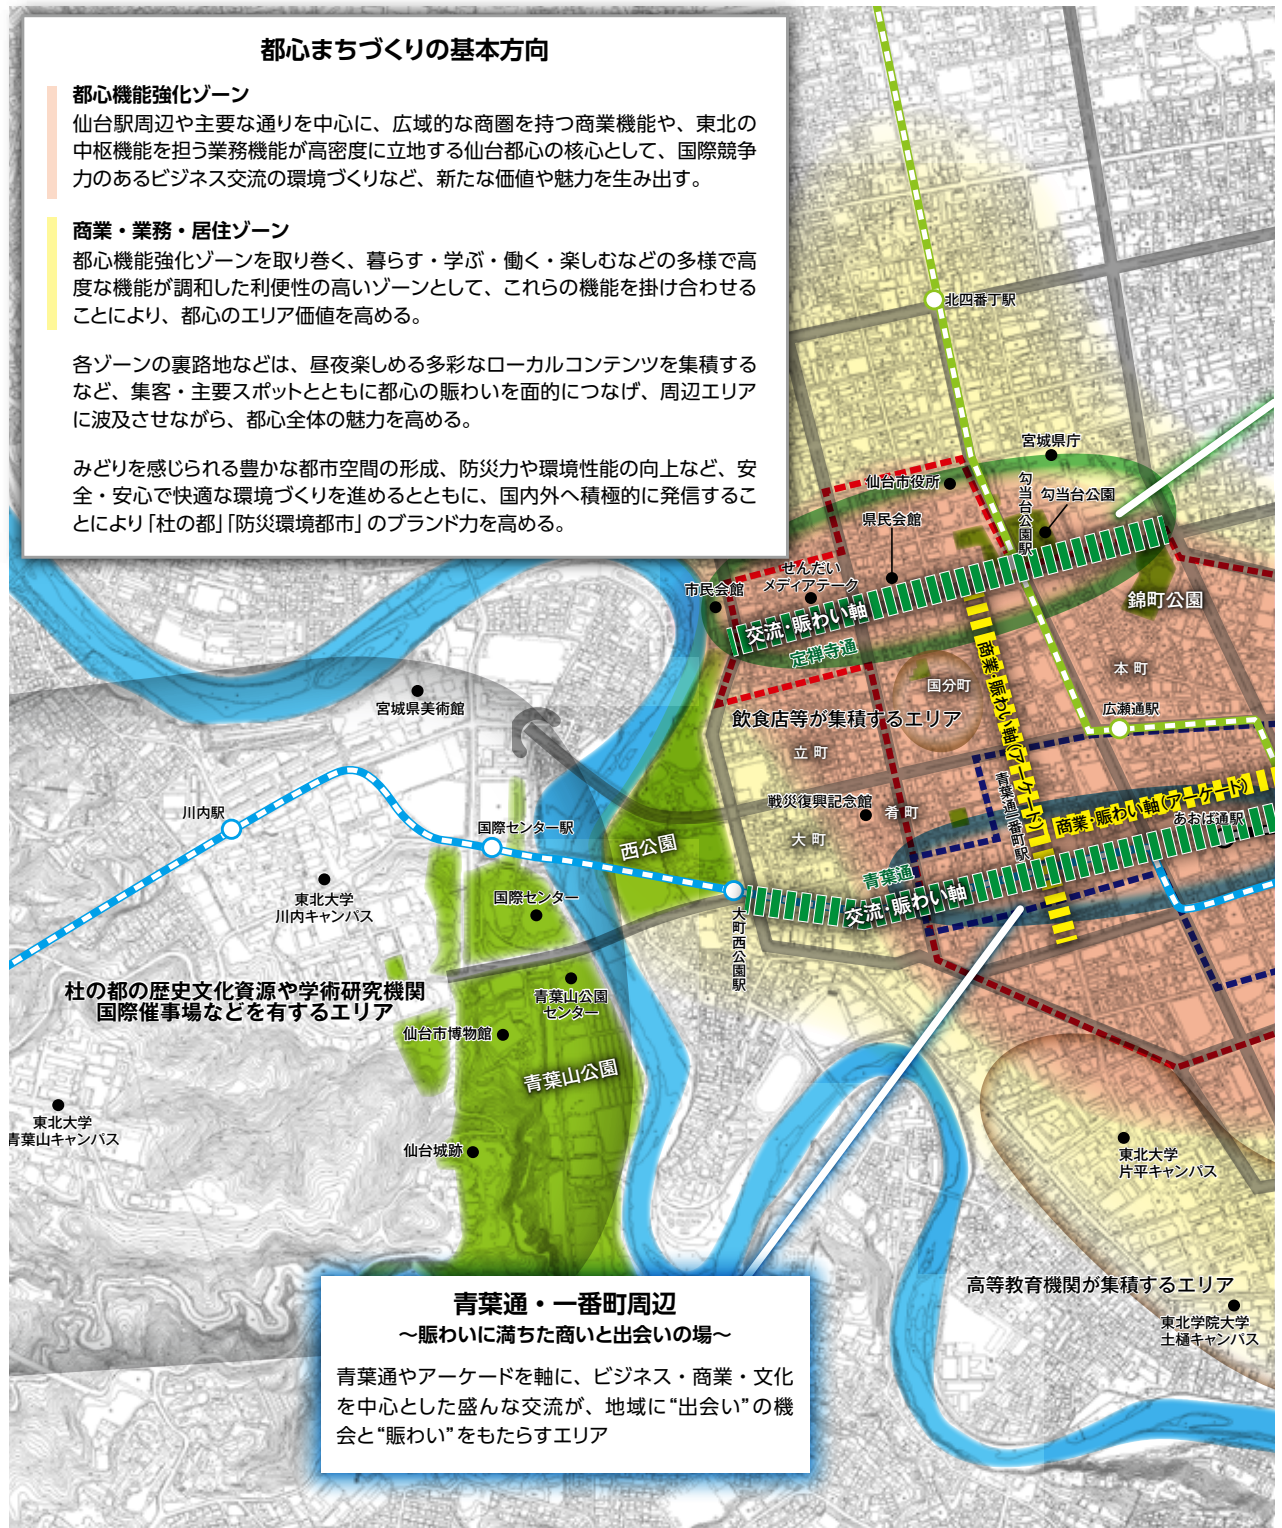 都心まちづくりの基本方向
都心機能強化ゾーン
仙台駅周辺や主要な通りを中心に、広域的な商圏を持つ商業機能や、東北の
中枢機能を担う業務機能が高密度に立地する仙台都心の核心として、国際競争
力のあるビジネス交流の環境づくりなど、新たな価値や魅力を生み出す。
商業・業務・居住ゾーン
都心機能強化ゾーンを取り巻く、暮らす・学ぶ・働く・楽しむなどの多様で高
度な機能が調和した利便性の高いゾーンとして、これらの機能を掛け合わせる
ことにより、都心のエリア価値を高める。
各ゾーンの裏路地などは、昼夜楽しめる多彩なローカルコンテンツを集積する
など、集客・主要スポットとともに都心の賑わいを面的につなげ、周辺エリア
に波及させながら、都心全体の魅力を高める。
みどりを感じられる豊かな都市空間の形成、防災力や環境性能の向上など、安
全・安心で快適な環境づくりを進めるとともに、国内外へ積極的に発信するこ
とにより「杜の都」「防災環境都市」のブランド力を高める。
北四番丁駅
宮城県庁
仙台市役所
勾当台公園駅
勾当台公園
県民会館
せんだい
メディアテーク
市民会館
交流・賑わい軸
定禅寺通
錦町公園
商業・賑わい軸(アーケード)
本町
国分町
宮城県美術館
飲食店等が集積するエリア
広瀬通駅
立町
青葉通一番町駅
戦災復興記念館
肴町
商業・賑わい軸(アーケード)
あおば通駅
川内駅
国際センター駅
西公園
大町
青葉通
東北大学
川内キャンパス
国際センター
交流・賑わい軸
大町西公園駅
杜の都の歴史文化資源や学術研究機関
国際催事場などを有するエリア
青葉山公園
センター
仙台市博物館
青葉山公園
東北大学
青葉山キャンパス
仙台城跡
東北大学
片平キャンパス
高等教育機関が集積するエリア
東北学院大学
土樋キャンパス
青葉通・一番町周辺
～賑わいに満ちた商いと出会いの場～
青葉通やアーケードを軸に、ビジネス・商業・文化
を中心とした盛んな交流が、地域に“出会い”の機
会と“賑わい”をもたらすエリア